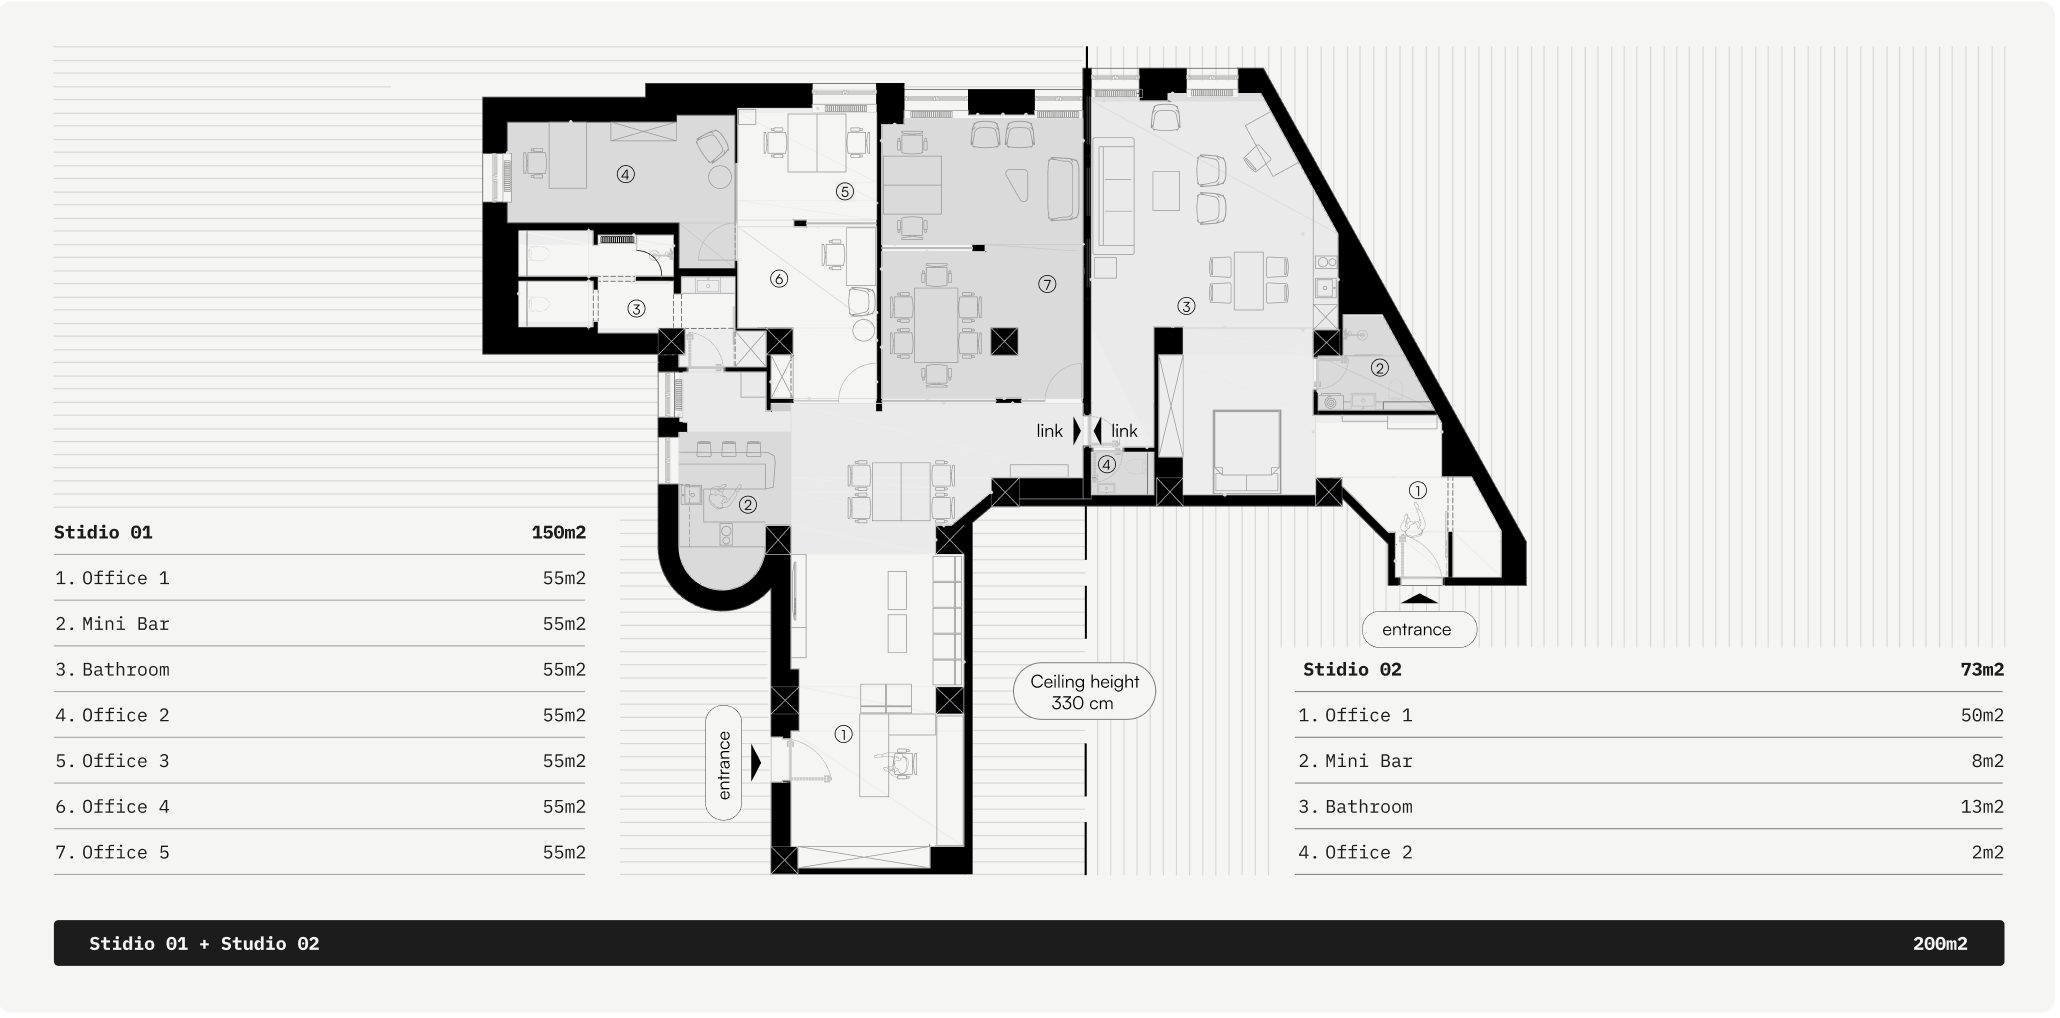 4
5
6
3
7
2
link
link
3
2
4
1
entrance
Ceiling height
330 cm
entrance
1
Stidio 01 150m2
1. Office 1 55m2
2. Mini Bar 55m2
3. Bathroom 55m2
4. Office 2 55m2
5. Office 3 55m2
6. Office 4 55m2
7. Office 5 55m2
Stidio 02 73m2
1. Office 1 50m2
2. Mini Bar 8m2
3. Bathroom 13m2
4. Office 2 2m2
Stidio 01 + Studio 02 200m2